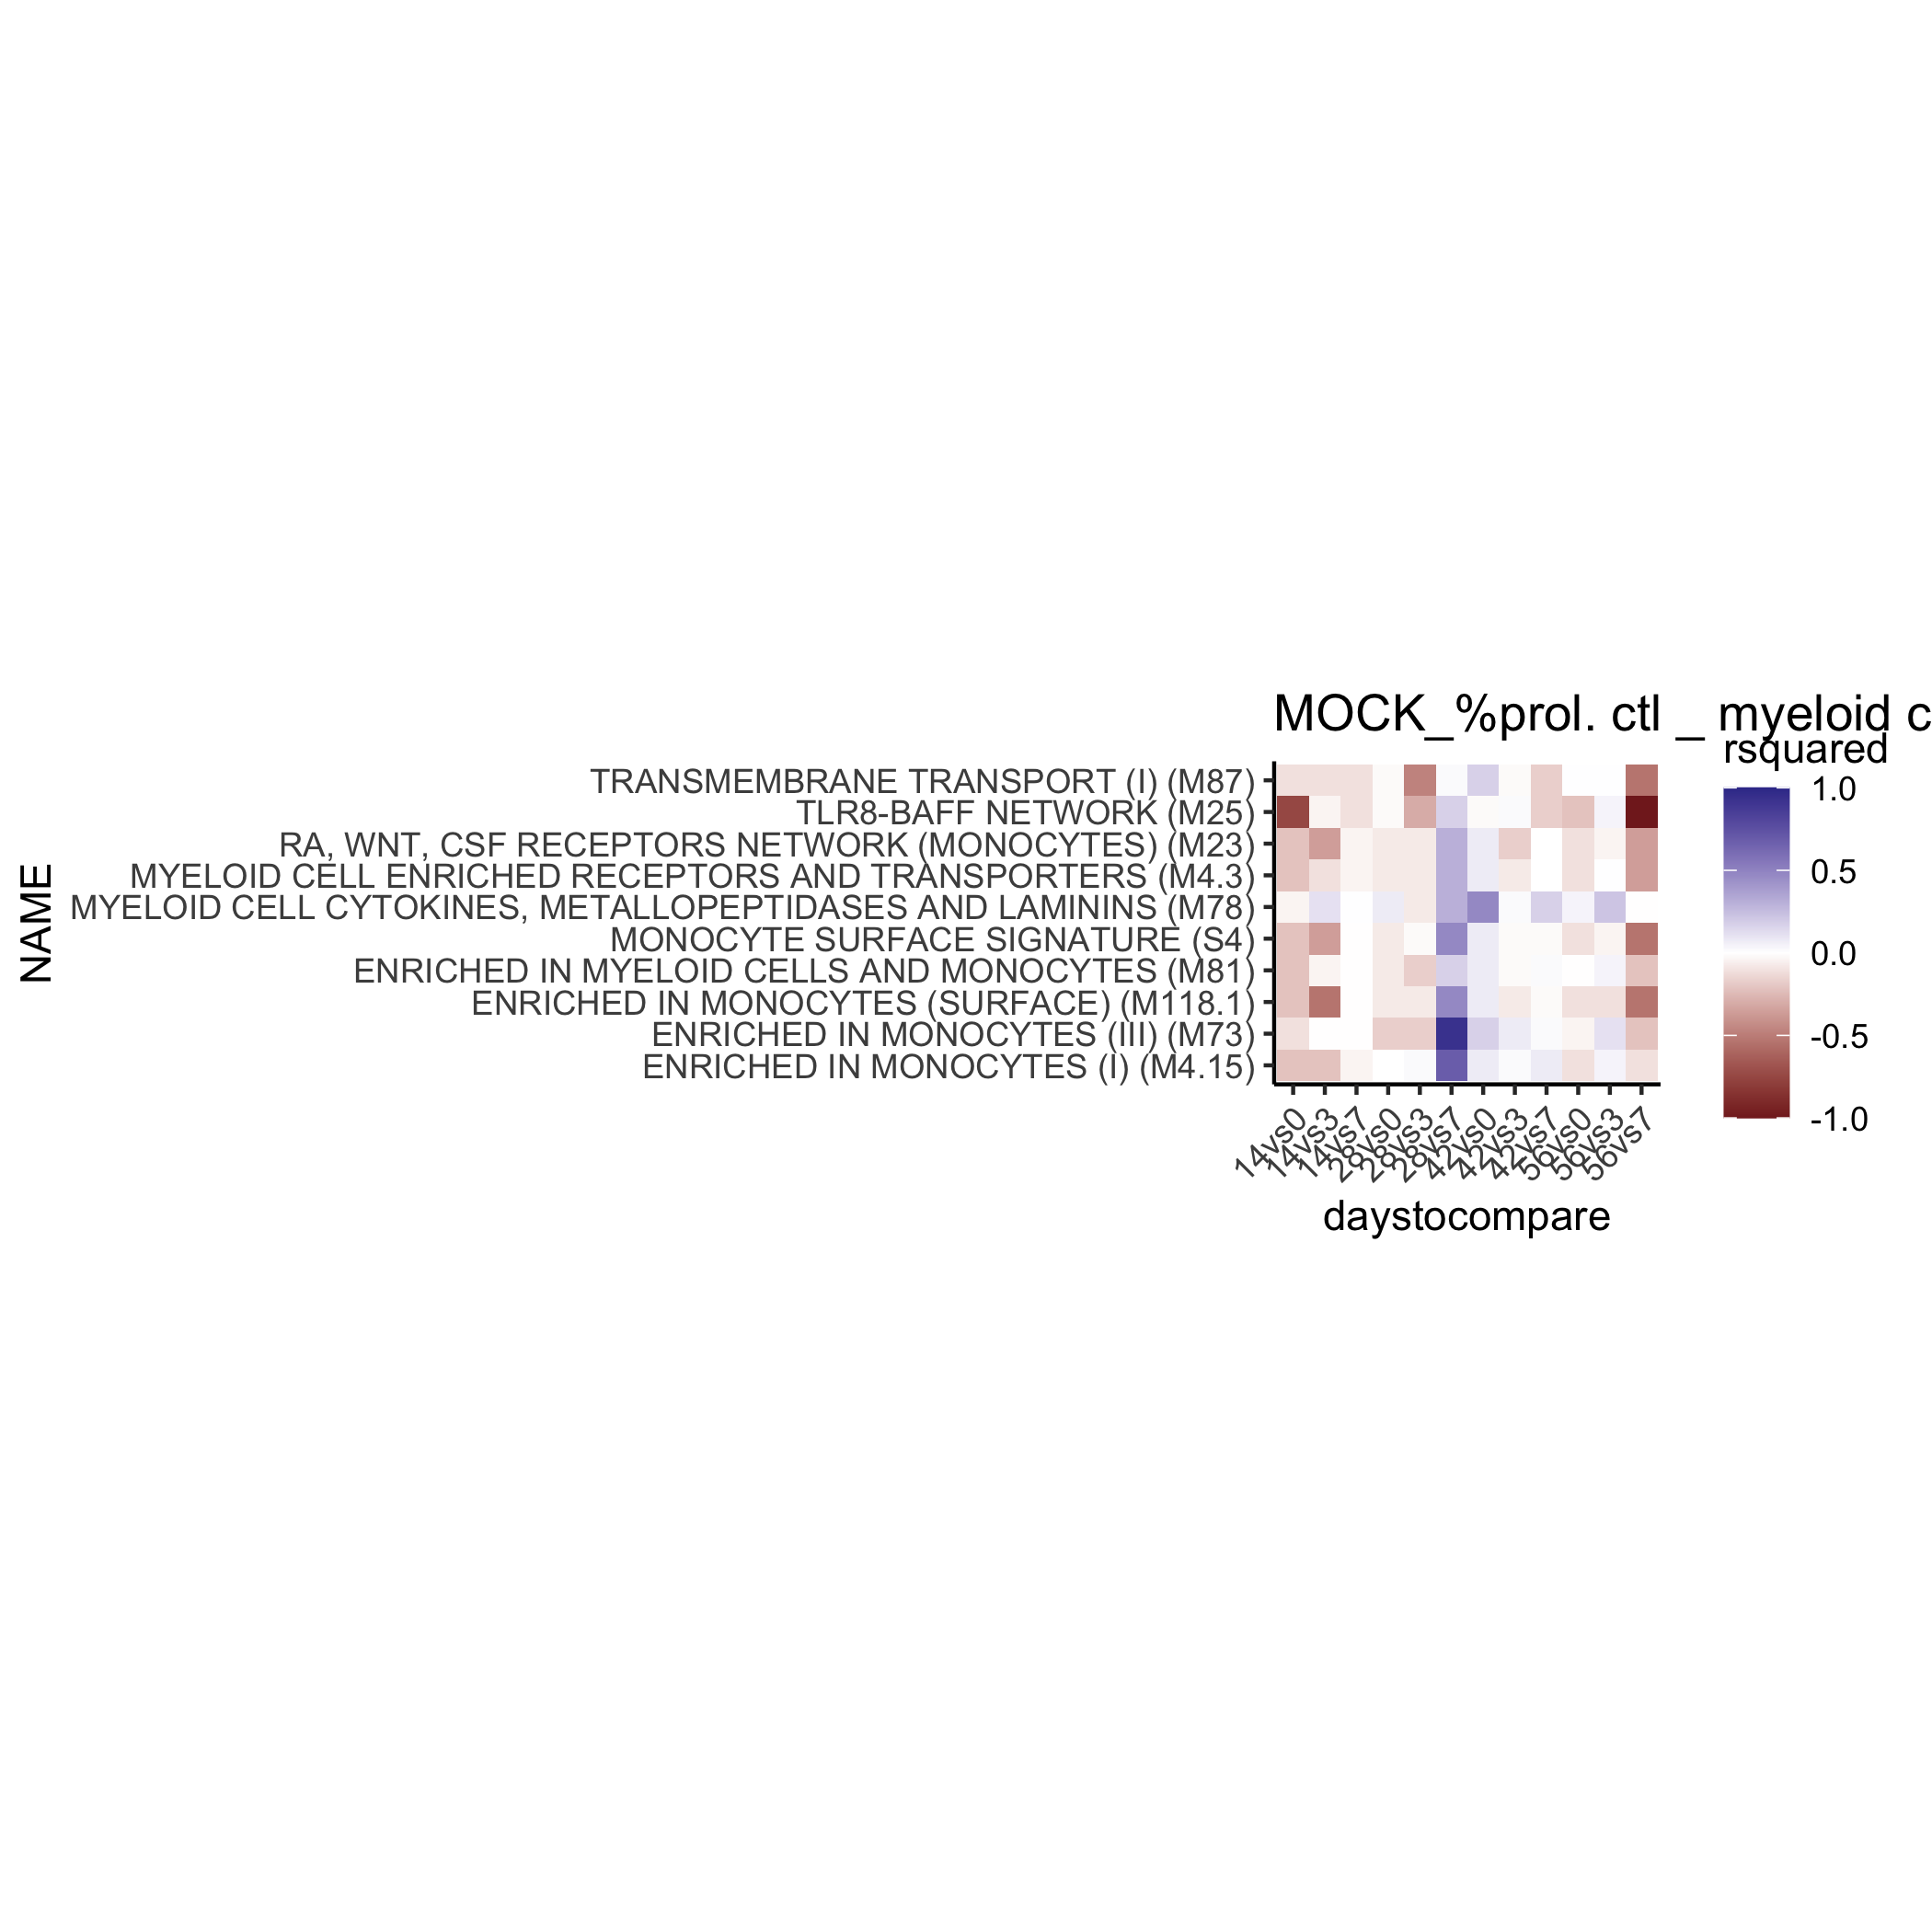 MOCK_%prol. ctl _ myeloid c
rsquared
1.0
0.5
0.0
-0.5
-1.0
NAME
TRANSMEMBRANE TRANSPORT (I) (M87)
TLR8-BAFF NETWORK (M25)
RA, WNT, CSF RECEPTORS NETWORK (MONOCYTES) (M23)
MYELOID CELL ENRICHED RECEPTORS AND TRANSPORTERS (M4.3)
MYELOID CELL CYTOKINES, METALLOPEPTIDASES AND LAMININS (M78)
MONOCYTE SURFACE SIGNATURE (S4)
ENRICHED IN MYELOID CELLS AND MONOCYTES (M81)
ENRICHED IN MONOCYTES (SURFACE) (M118.1)
ENRICHED IN MONOCYTES (III) (M73)
ENRICHED IN MONOCYTES (I) (M4.15)
14vs0
14vs3
14vs7
28vs0
28vs3
28vs7
42vs0
42vs3
42vs7
56vs0
56vs3
56vs7
daystocompare